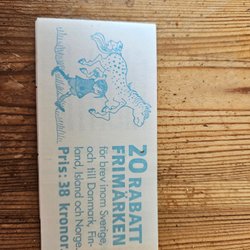 20 RABATT
FRIMÄRKEN
för brev inom Sverige,
och till Danmark, Fin-
land, Island och Norge.
Pris: 38 kronor